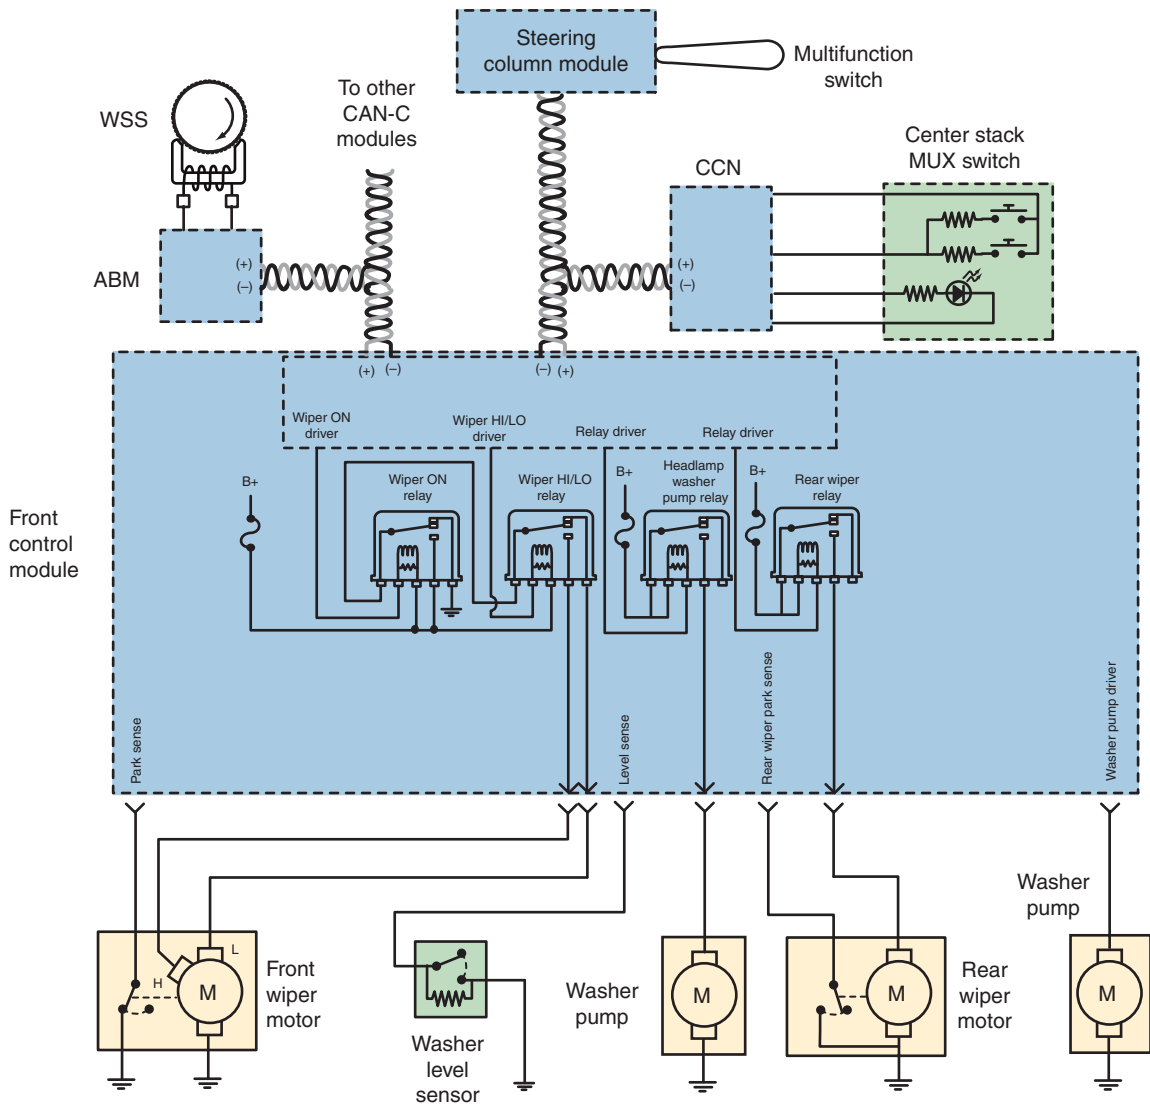 Steering
column module
Multifunction
switch
To other
CAN-C
modules
WSS
Center stack
MUX switch
CCN
ABM
(+)
(–)
(+)
(–)
(+)
(–)
(–)
(+)
Wiper ON
driver
Wiper HI/LO
driver
Relay driver
Relay driver
B+
Wiper ON
relay
Wiper HI/LO
relay
B+
Headlamp
washer
pump relay
B+
Rear wiper
relay
Front
control
module
Park sense
Level sense
Rear wiper park sense
Washer pump driver
L
H
M
Front
wiper
motor
Washer
level
sensor
Washer
pump
M
M
Rear
wiper
motor
Washer
pump
M